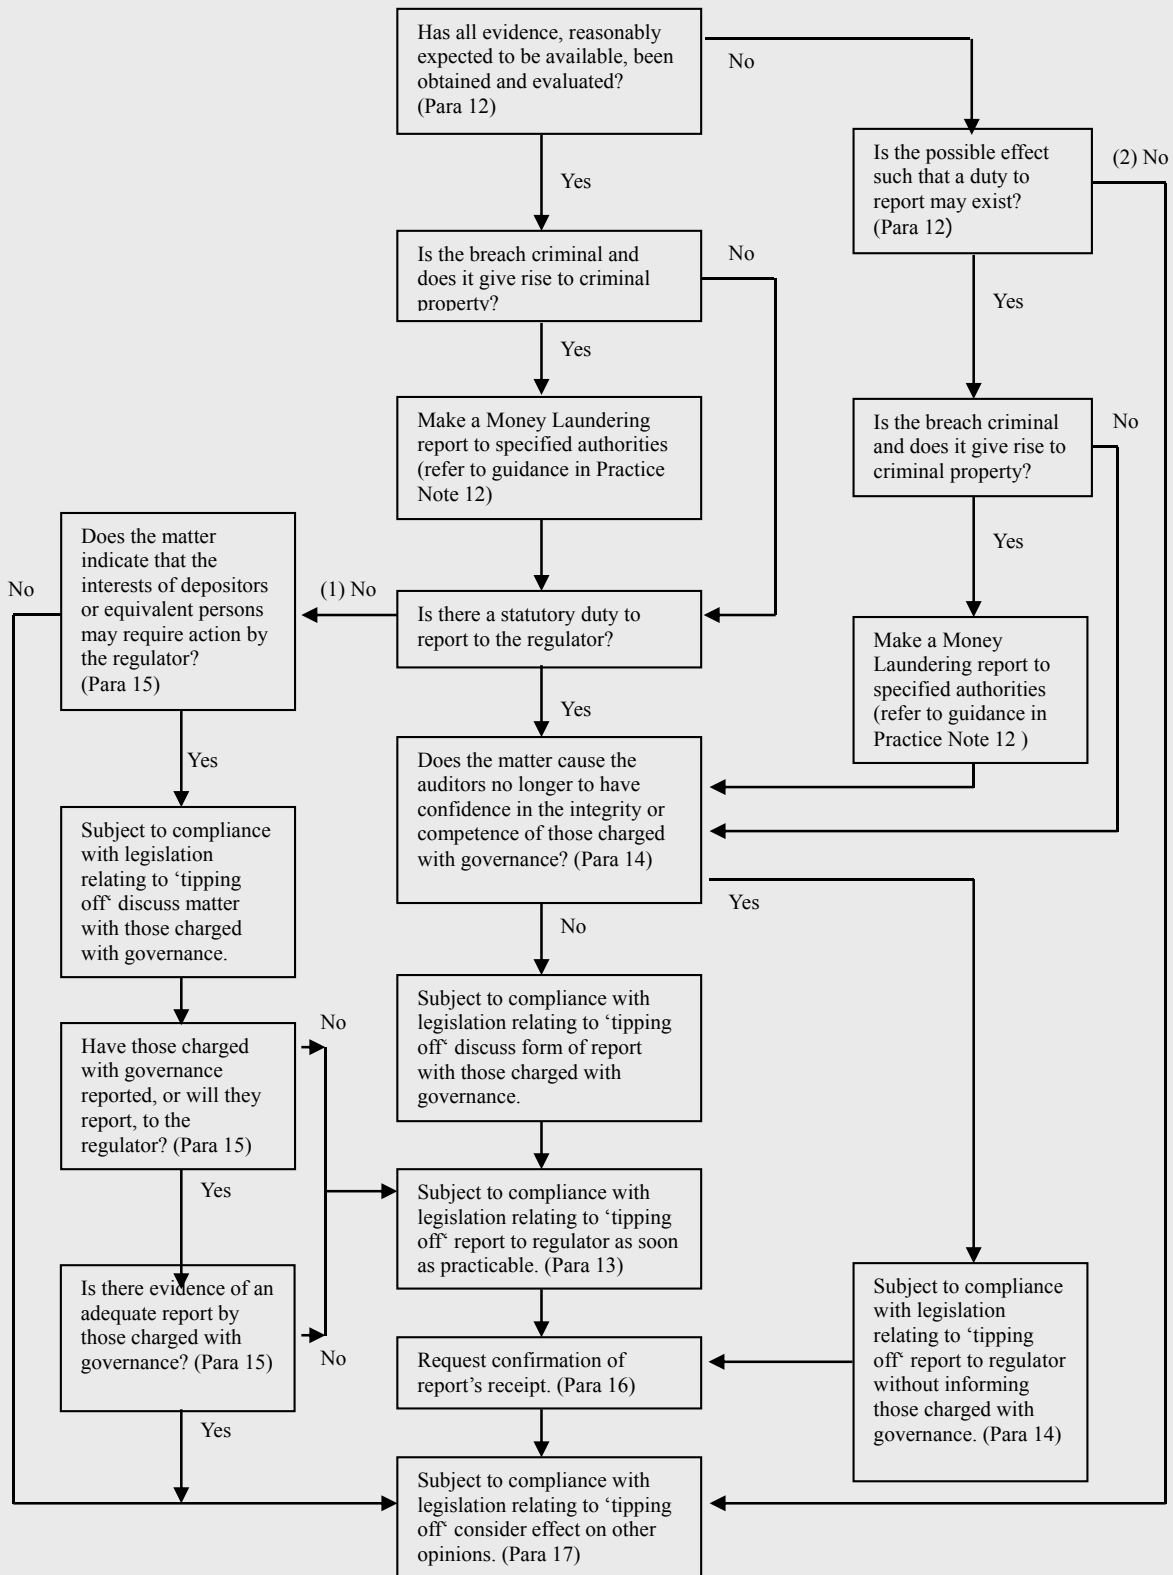 Has all evidence, reasonably
expected to be available, been
obtained and evaluated?
(Para 12)
No
Is the possible effect
such that a duty to
report may exist?
(Para 12)
(2) No
Yes
Is the breach criminal and
does it give rise to criminal
property?
No
Yes
Yes
Make a Money Laundering
report to specified authorities
(refer to guidance in Practice
Note 12)
Is the breach criminal
and does it give rise to
criminal property?
No
Yes
Does the matter
indicate that the
interests of depositors
or equivalent persons
may require action by
the regulator?
(Para 15)
No
(1) No
Is there a statutory duty to
report to the regulator?
Make a Money
Laundering report to
specified authorities
(refer to guidance in
Practice Note 12 )
Yes
Yes
Does the matter cause the
auditors no longer to have
confidence in the integrity or
competence of those charged
with governance? (Para 14)
Yes
No
Subject to compliance
with legislation
relating to ‘tipping
off‘ discuss matter
with those charged
with governance.
Subject to compliance with
legislation relating to ‘tipping
off‘ discuss form of report
with those charged with
governance.
Have those charged
with governance
reported, or will they
report, to the
regulator? (Para 15)
No
Yes
Subject to compliance with
legislation relating to ‘tipping
off‘ report to regulator as soon
as practicable. (Para 13)
Is there evidence of an
adequate report by
those charged with
governance? (Para 15)
No
Yes
Request confirmation of
report’s receipt. (Para 16)
Subject to compliance
with legislation
relating to ‘tipping
off‘ report to regulator
without informing
those charged with
governance. (Para 14)
Subject to compliance with
legislation relating to ‘tipping
off‘ consider effect on other
opinions. (Para 17)